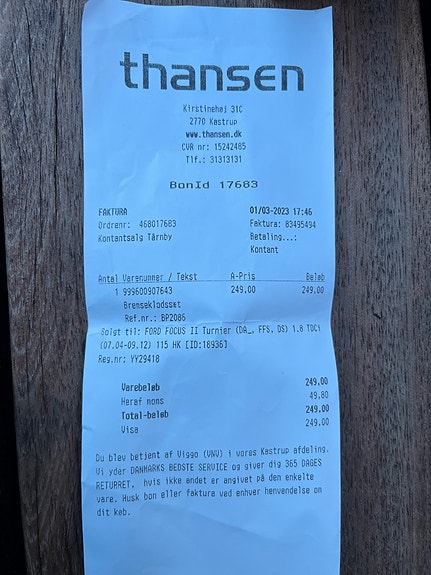 thansen
Kirstinehøj 31C
2770 Kastrup
www.thansen.dk
CVR nr: 15242485
Tlf.: 31313131
BonId 17683
FAKTURA 01/03-2023 17:46
Ordrenr: 468017683 Faktura: 83495494
Kontantsalg Tårnby Betaling...:
Kontant
Antal Varenummer / Tekst A-Pris Beløb
1 999600907643 249,00 249,00
Bremseklodssæt
Ref.nr.: BP2086
Solgt til: FORD FOCUS II Turnier (DA_, FFS, DS) 1.8 TDCi
(07.04-09.12) 115 HK [ID:18936]
Reg.nr: YY29418
Varebeløb 249,00
Heraf moms 49,80
Total-beløb 249,00
Visa 249,00
Du blev betjent af Viggo (VNV) i vores Kastrup afdeling.
Vi yder DANMARKS BEDSTE SERVICE og giver dig 365 DAGES
RETURRET, hvis ikke andet er angivet på den enkelte
vare. Husk bon eller faktura ved enhver henvendelse om
dit køb.